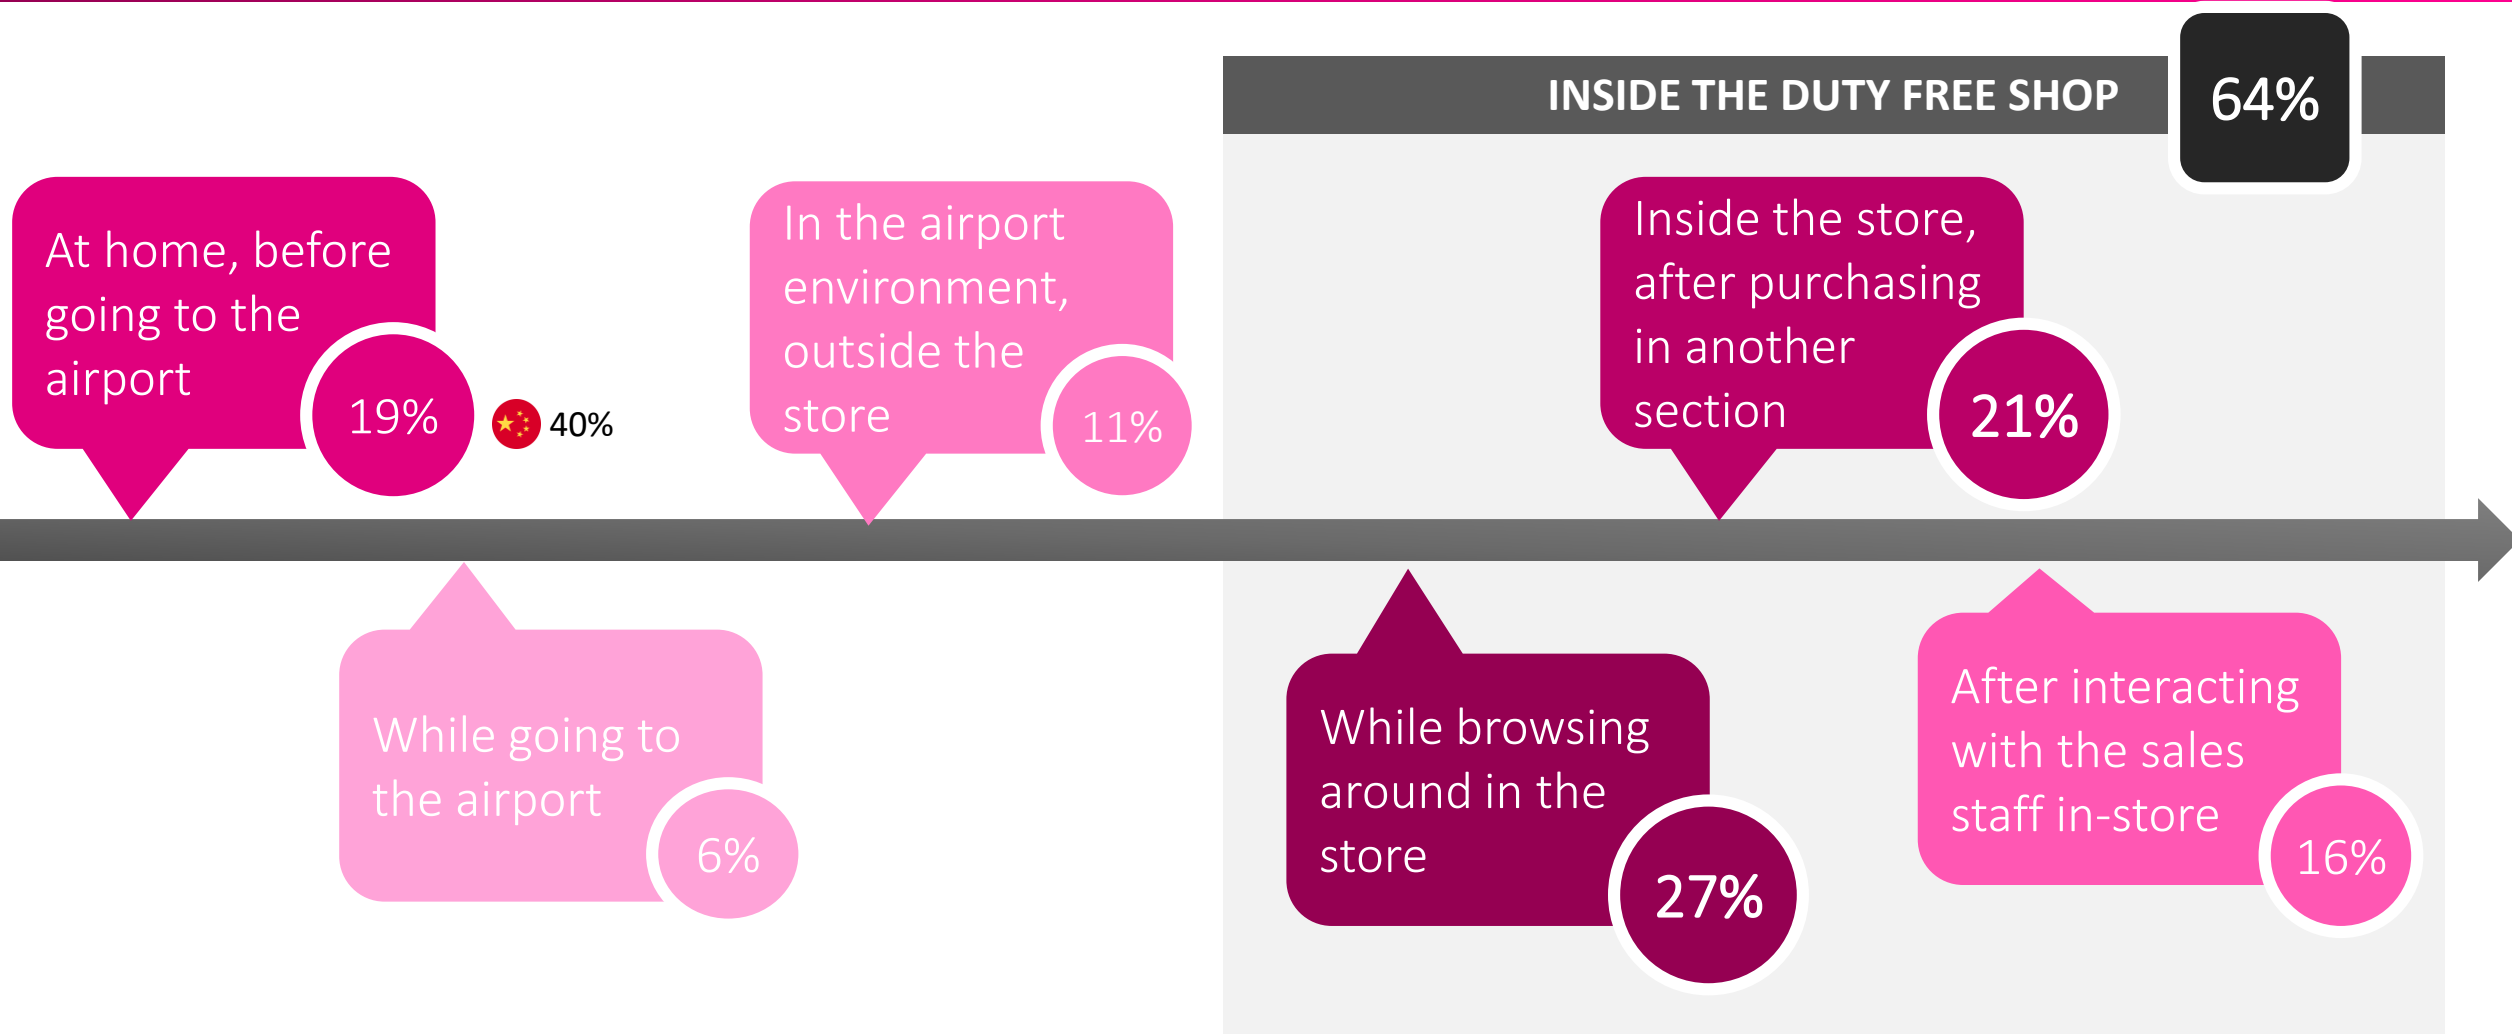 INSIDE THE DUTY FREE SHOP
64%
At home, before
going to the
airport
19%
40%
In the airport
environment,
outside the
store
11%
Inside the store,
after purchasing
in another
section
21%
While going to
the airport
6%
While browsing
around in the
store
27%
After interacting
with the sales
staff in-store
16%